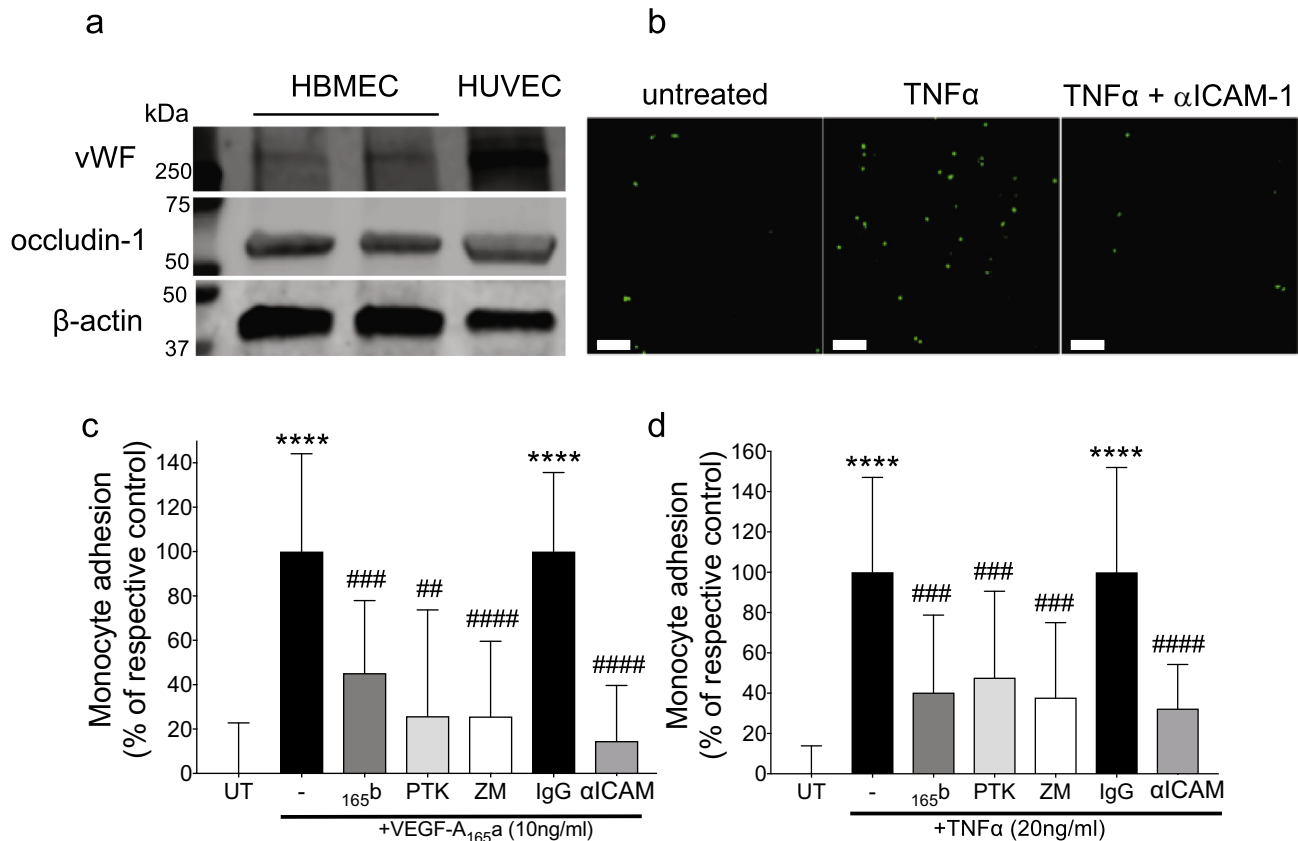 a
HBMEC HUVEC
kDa
vWF
250
75
occludin-1
50
50
β-actin
37
b
untreated TNFα TNFα + αICAM-1
c
Monocyte adhesion
(% of respective control)
140
120
100
80
60
40
20
0
**** ### ## #### **** ####
UT - 165b PTK ZM IgG αICAM
+VEGF-A165a (10ng/ml)
d
Monocyte adhesion
(% of respective control)
160
140
120
100
80
60
40
20
0
**** ### ### ### **** ####
UT - 165b PTK ZM IgG αICAM
+TNFα (20ng/ml)